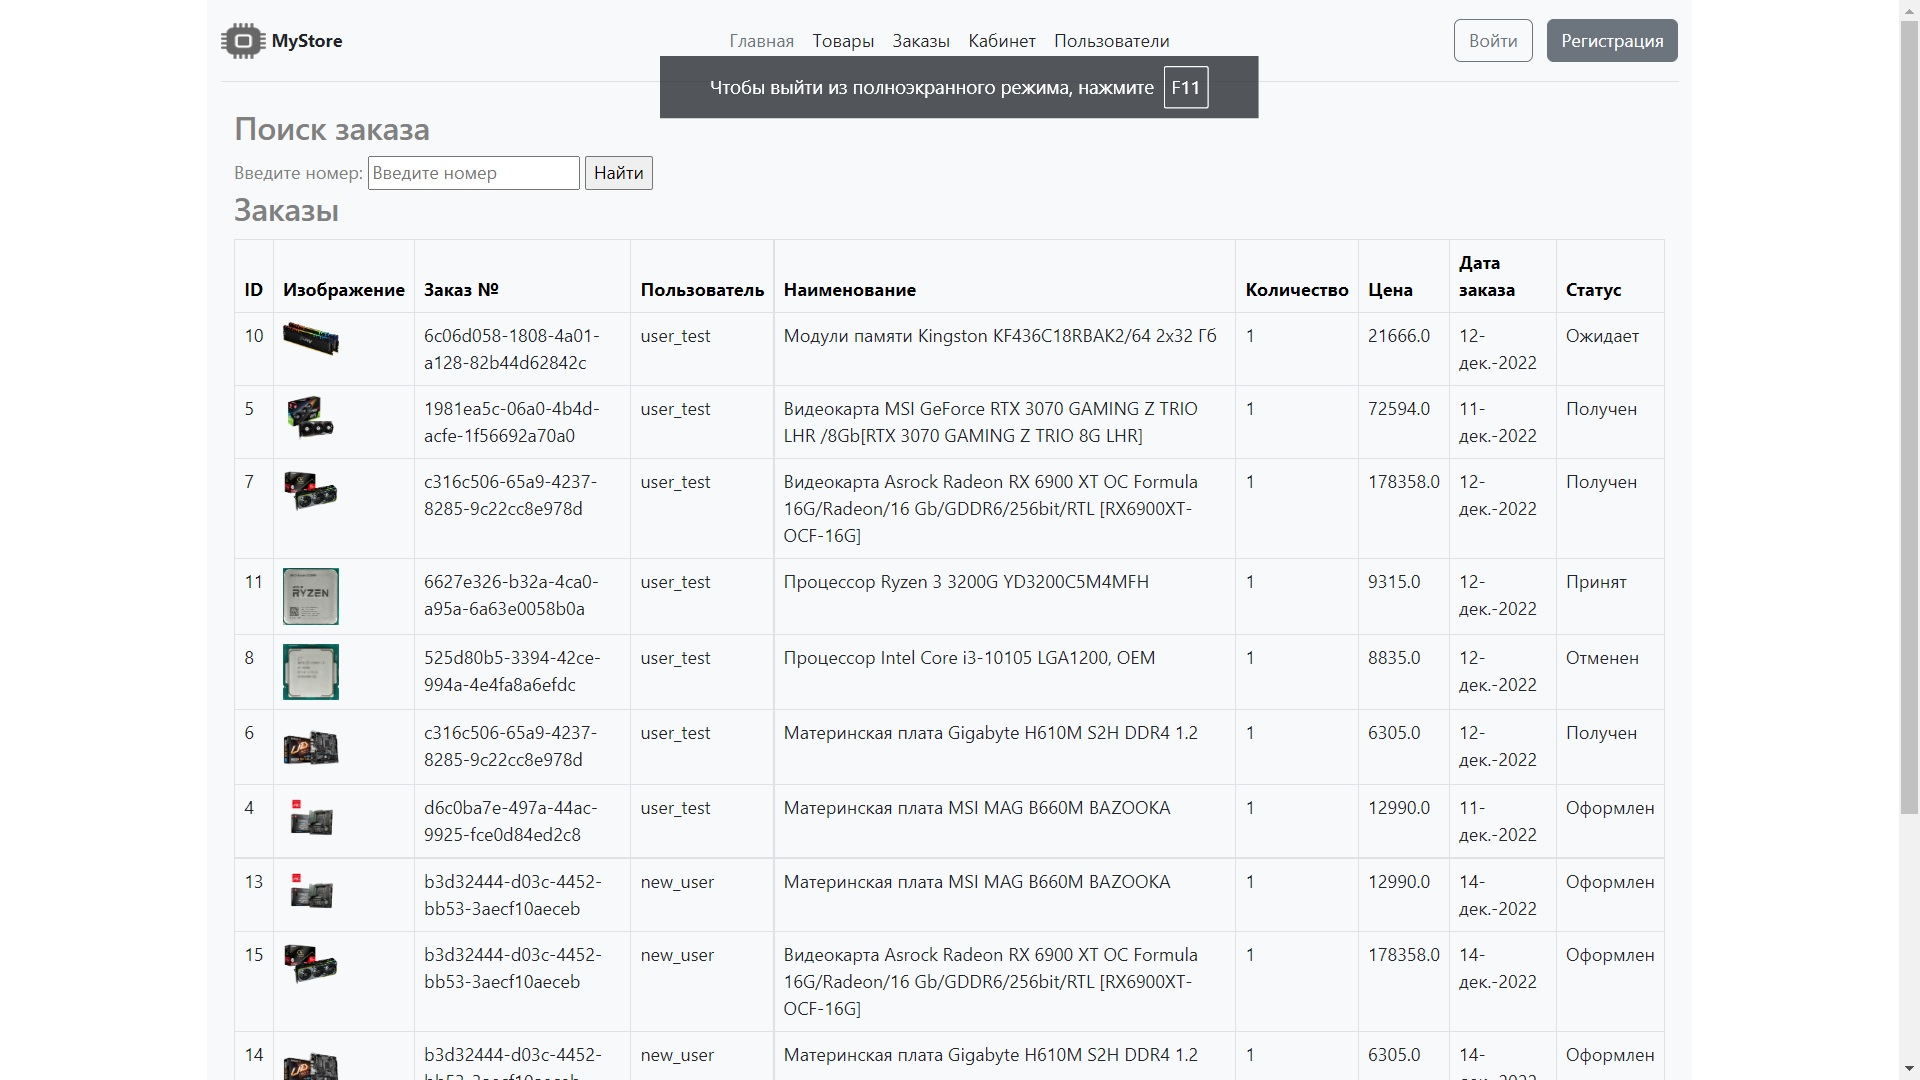 MyStore
Главная Товары Заказы Кабинет Пользователи
Войти Регистрация
Чтобы выйти из полноэкранного режима, нажмите F11
Поиск заказа
Введите номер: Введите номер Найти
Заказы
ID Изображение Заказ № Пользователь Наименование Количество Цена Дата заказа Статус
10 6c06d058-1808-4a01- user_test Модули памяти Kingston KF436C18RBAK2/64 2x32 Гб 1 21666.0 12- Ожидает
a128-82b44d62842c дек.-2022
5 1981ea5c-06a0-4b4d- user_test Видеокарта MSI GeForce RTX 3070 GAMING Z TRIO 1 72594.0 11- Получен
acfe-1f56692a70a0 LHR /8Gb[RTX 3070 GAMING Z TRIO 8G LHR] дек.-2022
7 c316c506-65a9-4237- user_test Видеокарта Asrock Radeon RX 6900 XT OC Formula 1 178358.0 12- Получен
8285-9c22cc8e978d 16G/Radeon/16 Gb/GDDR6/256bit/RTL [RX6900XT- дек.-2022
OCF-16G]
RYZEN
11 6627e326-b32a-4ca0- user_test Процессор Ryzen 3 3200G YD3200C5M4MFH 1 9315.0 12- Принят
a95a-6a63e0058b0a дек.-2022
8 525d80b5-3394-42ce- user_test Процессор Intel Core i3-10105 LGA1200, OEM 1 8835.0 12- Отменен
994a-4e4fa8a6efdc дек.-2022
6 c316c506-65a9-4237- user_test Материнская плата Gigabyte H610M S2H DDR4 1.2 1 6305.0 12- Получен
8285-9c22cc8e978d дек.-2022
4 d6c0ba7e-497a-44ac- user_test Материнская плата MSI MAG B660M BAZOOKA 1 12990.0 11- Оформлен
9925-fce0d84ed2c8 дек.-2022
13 b3d32444-d03c-4452- new_user Материнская плата MSI MAG B660M BAZOOKA 1 12990.0 14- Оформлен
bb53-3aecf10aeceb дек.-2022
15 b3d32444-d03c-4452- new_user Видеокарта Asrock Radeon RX 6900 XT OC Formula 1 178358.0 14- Оформлен
bb53-3aecf10aeceb 16G/Radeon/16 Gb/GDDR6/256bit/RTL [RX6900XT- дек.-2022
OCF-16G]
14 b3d32444-d03c-4452- new_user Материнская плата Gigabyte H610M S2H DDR4 1.2 1 6305.0 14- Оформлен